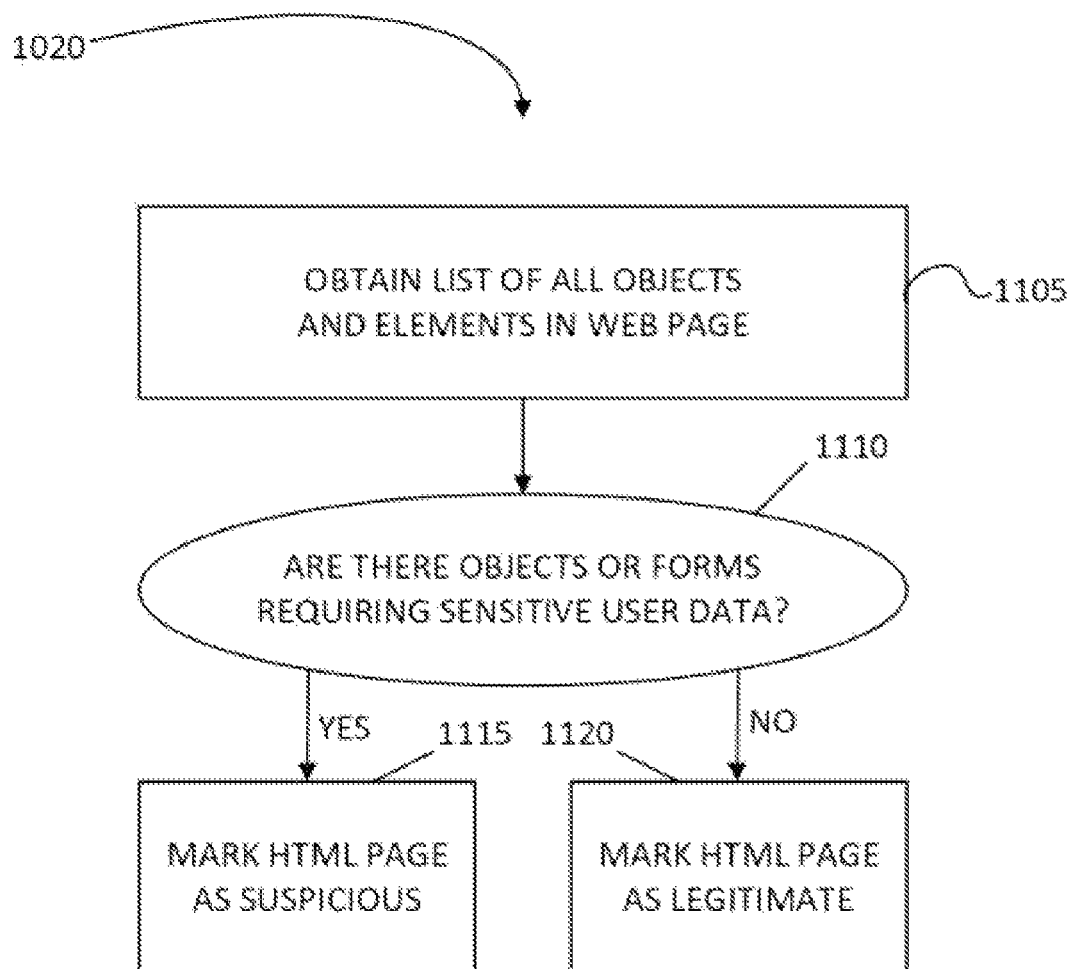 1020
OBTAIN LIST OF ALL OBJECTS
AND ELEMENTS IN WEB PAGE
1105
1110
ARE THERE OBJECTS OR FORMS
REQUIRING SENSITIVE USER DATA?
YES
1115
1120
NO
MARK HTML PAGE
AS SUSPICIOUS
MARK HTML PAGE
AS LEGITIMATE